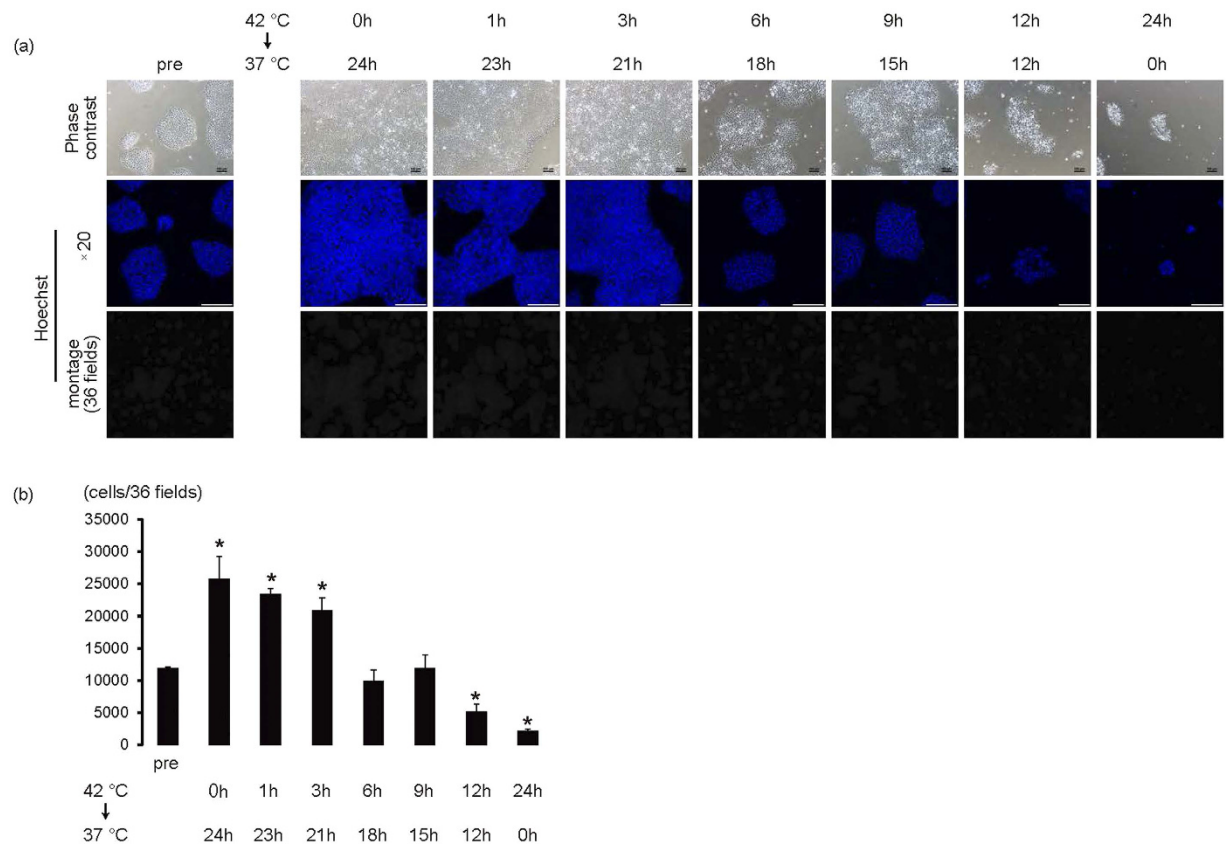 42 °C 0h 1h 3h 6h 9h 12h 24h
(a)
pre 37 °C 24h 23h 21h 18h 15h 12h 0h
Phase
contrast
Hoechst
×20
montage
(36 fields)
(b) (cells/36 fields)
35000
30000
25000
20000
15000
10000
5000
0
* * * * *
pre
42 °C 0h 1h 3h 6h 9h 12h 24h
37 °C 24h 23h 21h 18h 15h 12h 0h